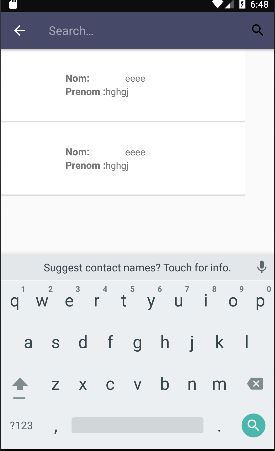 6:48
Search...
Nom: eeee
Prenom :hghgj
Nom: eeee
Prenom :hghgj
Suggest contact names? Touch for info.
1 2 3 4 5 6 7 8 9 0
q w e r t y u i o p
a s d f g h j k l
z x c v b n m
?123 , .